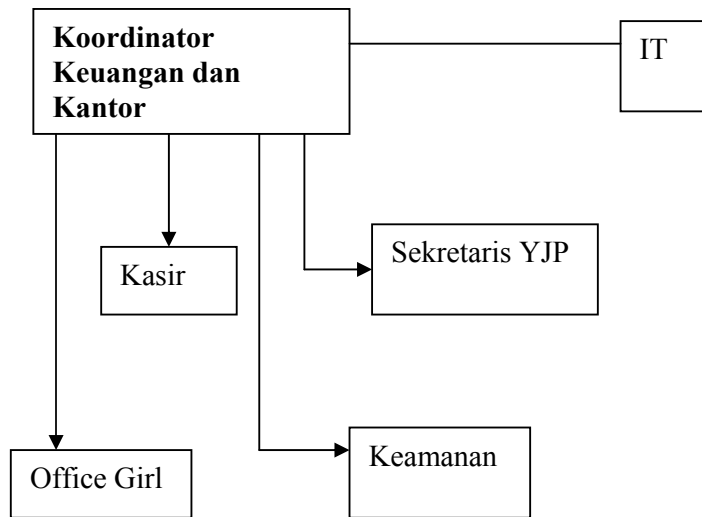 Koordinator
Keuangan dan
Kantor
IT
Kasir
Sekretaris YJP
Office Girl
Keamanan